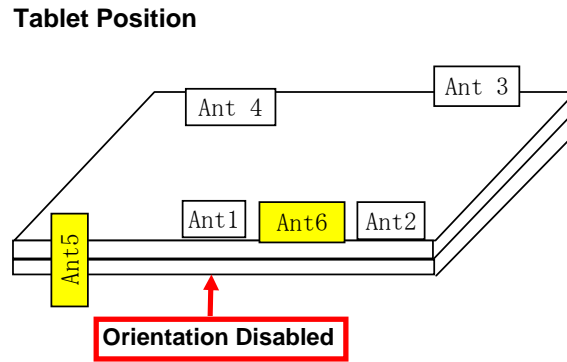 Tablet Position
Ant 3
Ant 4
Ant1
Ant6
Ant2
Ant5
Orientation Disabled